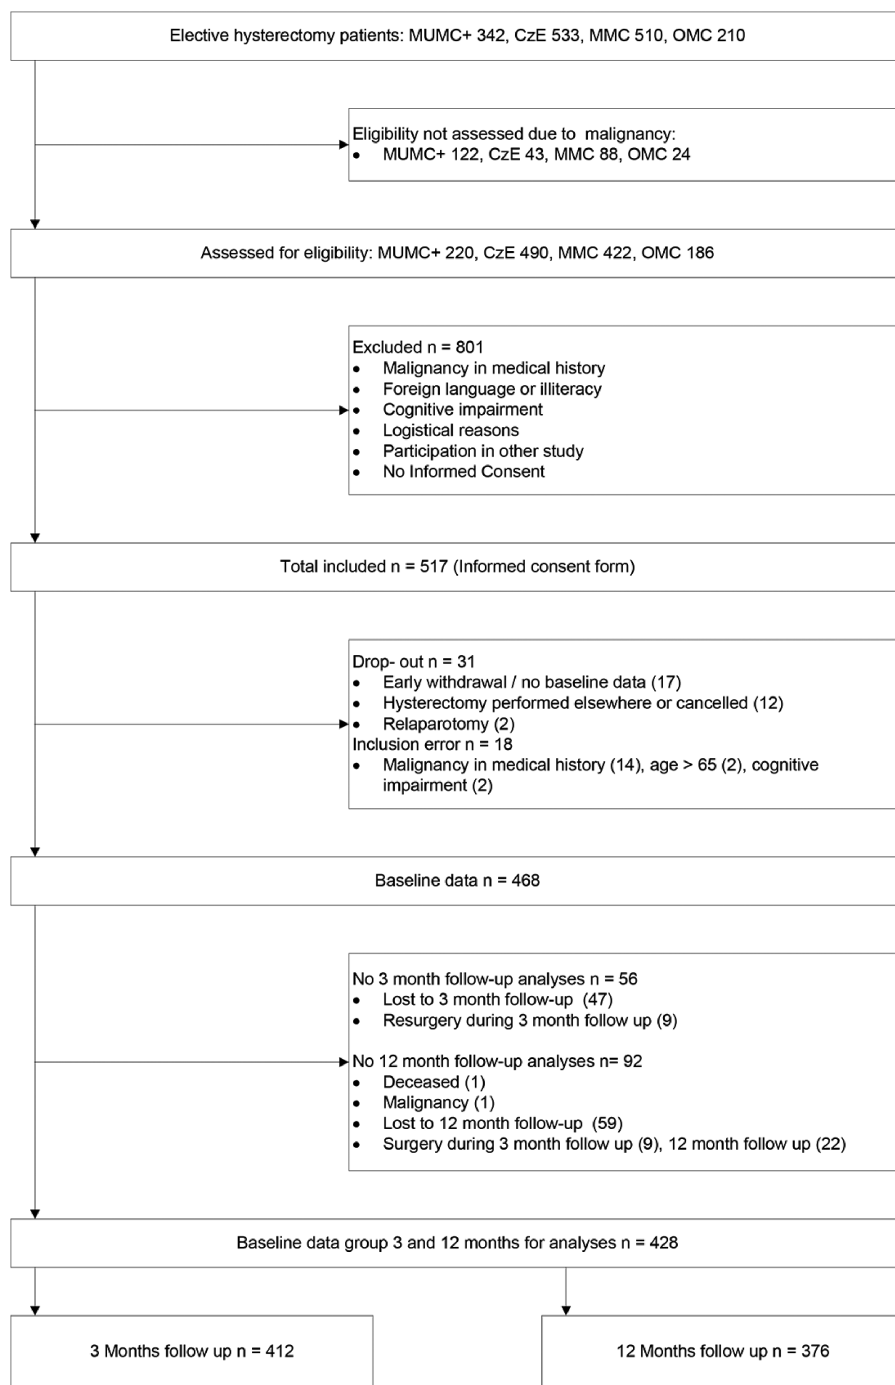 Elective hysterectomy patients: MUMC+ 342, CzE 533, MMC 510, OMC 210
Eligibility not assessed due to malignancy:
• MUMC+ 122, CzE 43, MMC 88, OMC 24
Assessed for eligibility: MUMC+ 220, CzE 490, MMC 422, OMC 186
Excluded n = 801
• Malignancy in medical history
• Foreign language or illiteracy
• Cognitive impairment
• Logistical reasons
• Participation in other study
• No Informed Consent
Total included n = 517 (Informed consent form)
Drop- out n = 31
• Early withdrawal / no baseline data (17)
• Hysterectomy performed elsewhere or cancelled (12)
• Relaparotomy (2)
Inclusion error n = 18
• Malignancy in medical history (14), age > 65 (2), cognitive
impairment (2)
Baseline data n = 468
No 3 month follow-up analyses n = 56
• Lost to 3 month follow-up (47)
• Resurgery during 3 month follow up (9)
No 12 month follow-up analyses n= 92
• Deceased (1)
• Malignancy (1)
• Lost to 12 month follow-up (59)
• Surgery during 3 month follow up (9), 12 month follow up (22)
Baseline data group 3 and 12 months for analyses n = 428
3 Months follow up n = 412
12 Months follow up n = 376